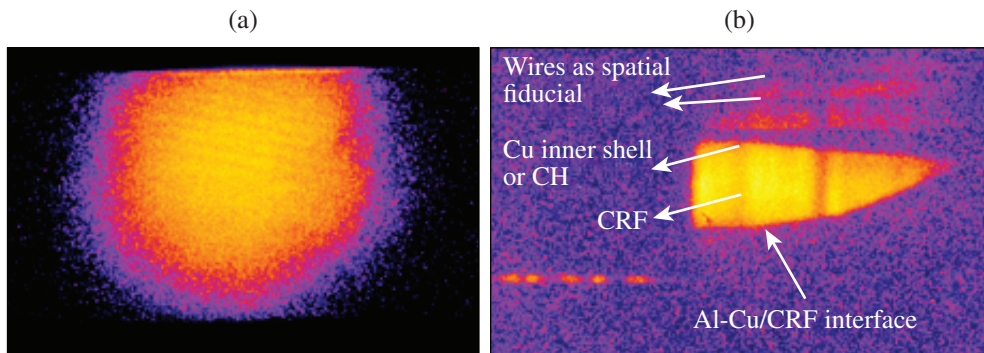 (a)
(b)
Wires as spatial
fiducial
Cu inner shell
or CH
CRF
Al-Cu/CRF interface